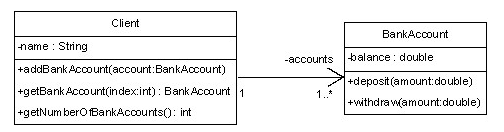 Client
-name : String
+addBankAccount(account:BankAccount)
+getBankAccount(index:int) : BankAccount
+getNumberOfBankAccounts() : int
-accounts
1
1..*
BankAccount
-balance : double
+deposit(amount:double)
+withdraw(amount:double)